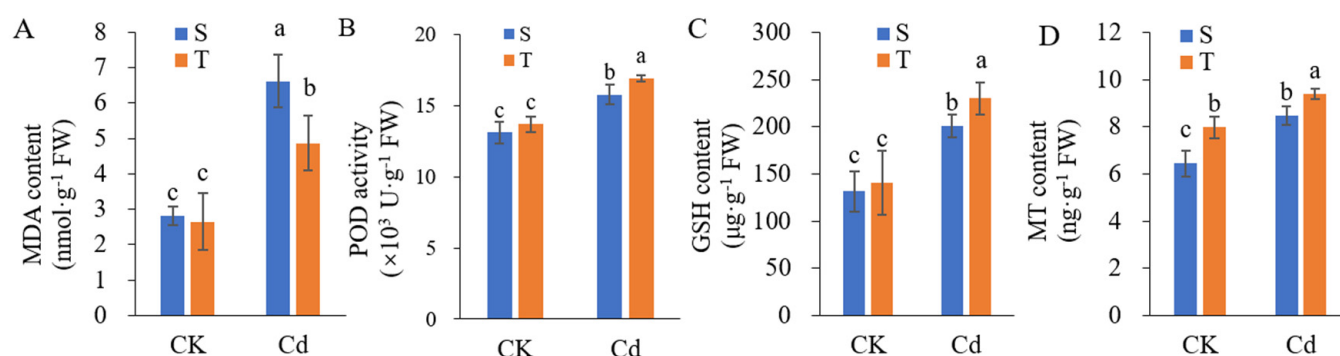 A
MDA content
(nmol·g⁻¹ FW)
8
7
6
5
4
3
2
1
0
S
T
c
c
a
b
CK
Cd
B
POD activity
(×10³ U·g⁻¹ FW)
20
15
10
5
0
S
T
c
c
b
a
CK
Cd
C
GSH content
(μg·g⁻¹ FW)
300
250
200
150
100
50
0
S
T
c
c
b
a
CK
Cd
D
MT content
(ng·g⁻¹ FW)
12
10
8
6
4
2
0
S
T
c
b
b
a
CK
Cd